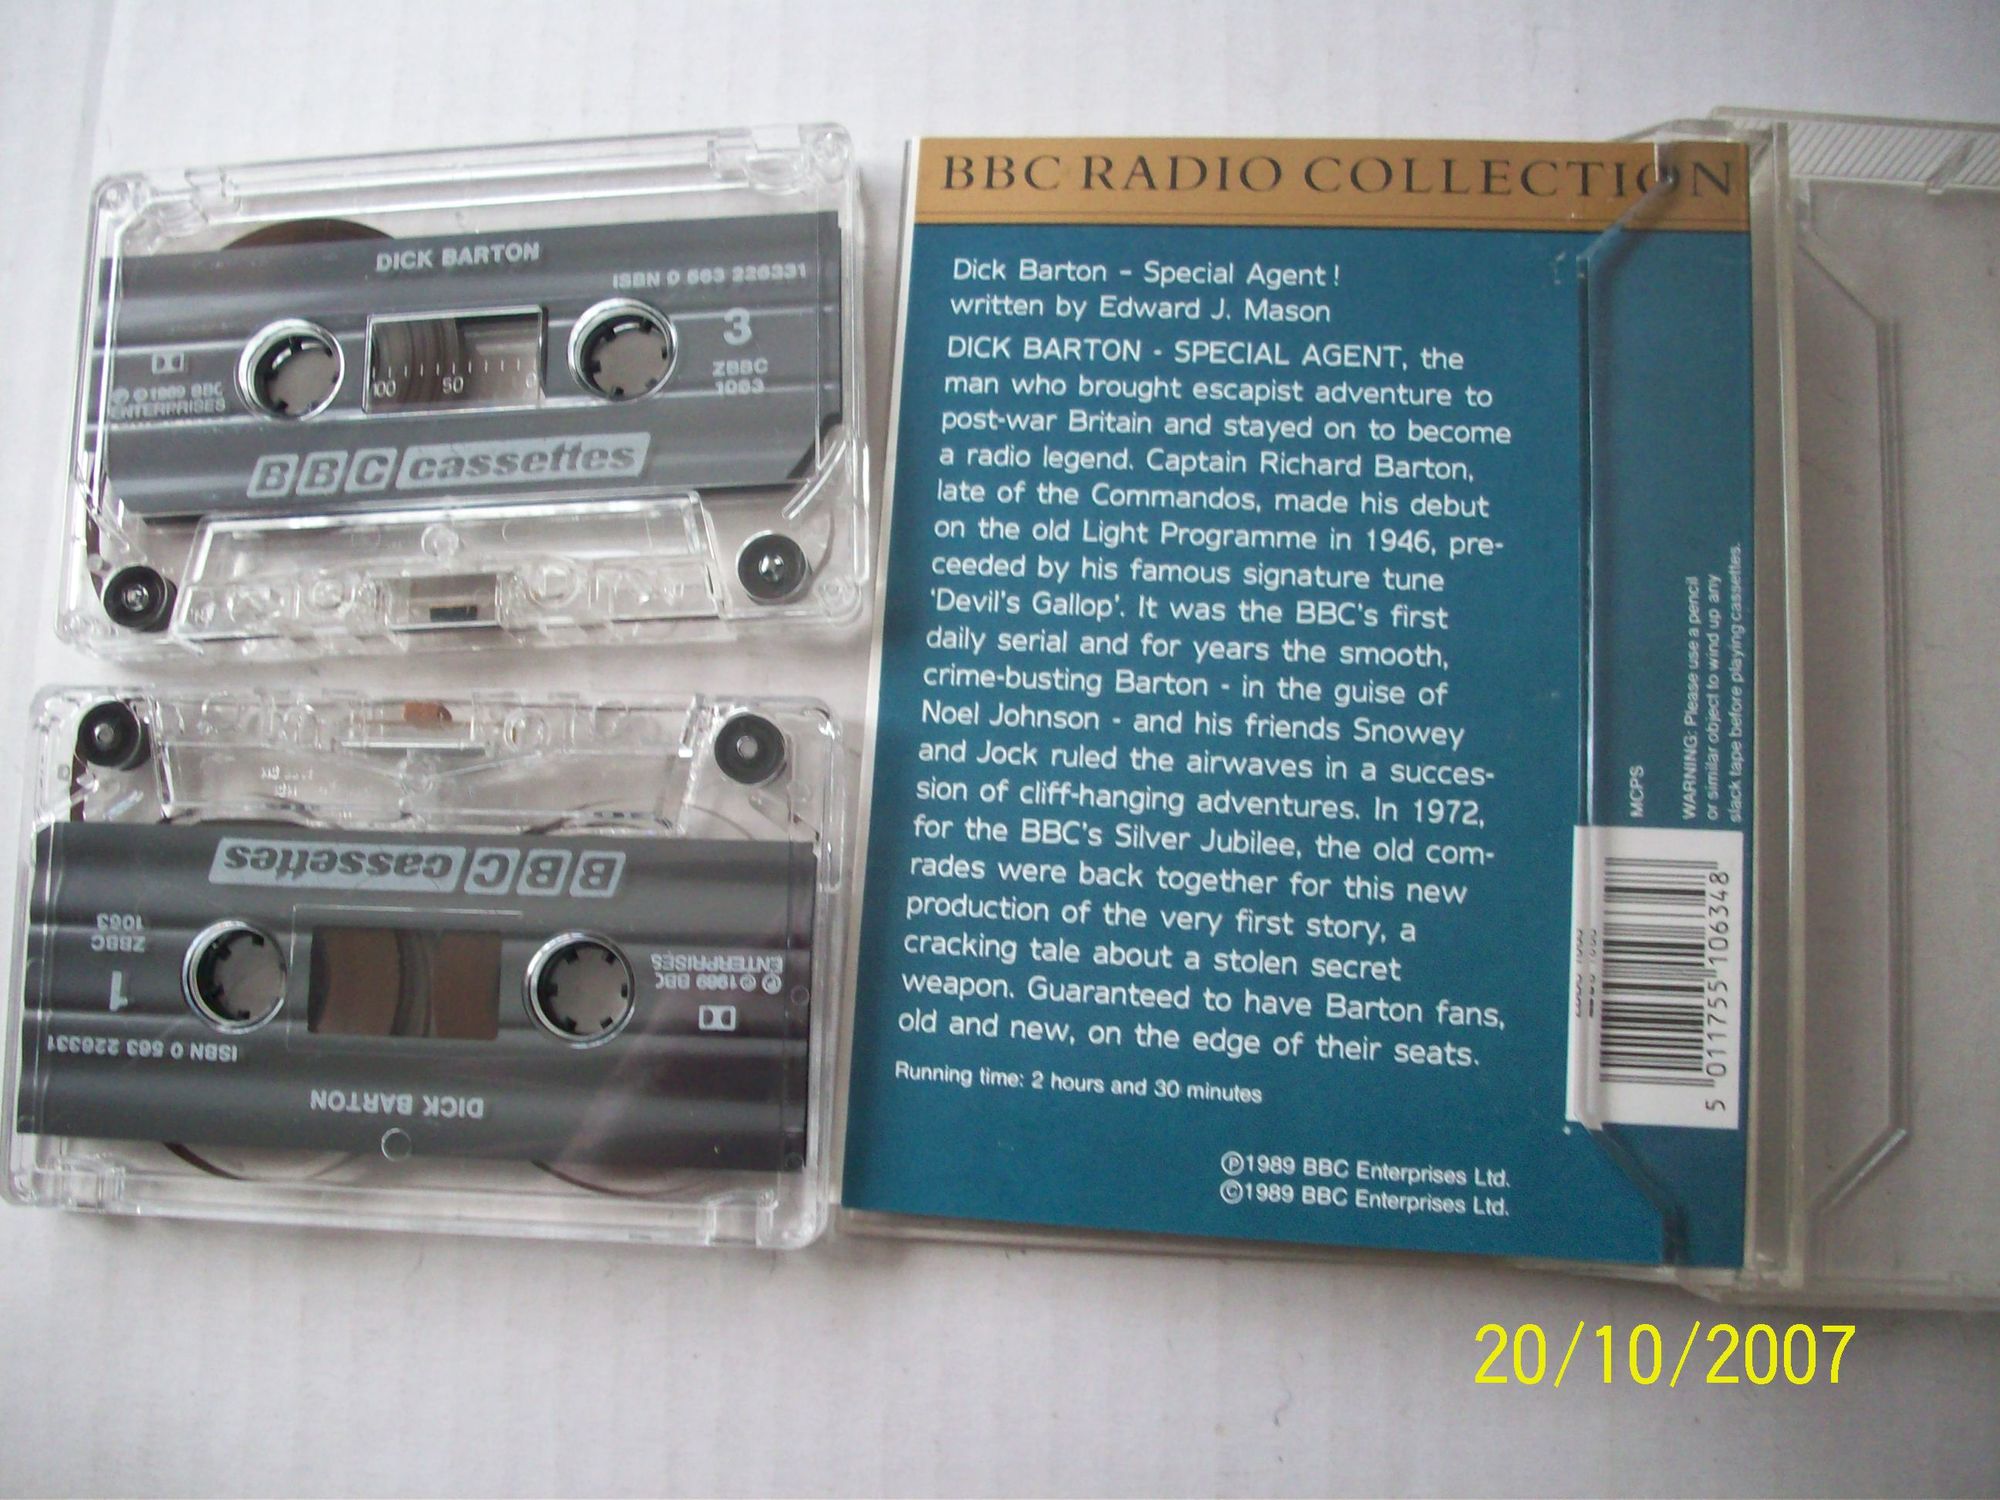 DICK BARTON
ISBN 0 563 226331
3
ZBBC
1063
100 50 0
℗ © 1989 BBC
ENTERPRISES
BBC cassettes
BBC cassettes
ZBBC
1063
1
℗ © 1989 BBC
ENTERPRISES
ISBN 0 563 226331
DICK BARTON
BBC RADIO COLLECTION
Dick Barton – Special Agent!
written by Edward J. Mason
DICK BARTON - SPECIAL AGENT, the
man who brought escapist adventure to
post-war Britain and stayed on to become
a radio legend. Captain Richard Barton,
late of the Commandos, made his debut
on the old Light Programme in 1946, pre-
ceeded by his famous signature tune
'Devil's Gallop'. It was the BBC's first
daily serial and for years the smooth,
crime-busting Barton - in the guise of
Noel Johnson - and his friends Snowey
and Jock ruled the airwaves in a succes-
sion of cliff-hanging adventures. In 1972,
for the BBC's Silver Jubilee, the old com-
rades were back together for this new
production of the very first story, a
cracking tale about a stolen secret
weapon. Guaranteed to have Barton fans,
old and new, on the edge of their seats.
Running time: 2 hours and 30 minutes
℗1989 BBC Enterprises Ltd.
©1989 BBC Enterprises Ltd.
MCPS
WARNING: Please use a pencil
or similar object to wind up any
slack tape before playing cassettes.
5 011755 106348
20/10/2007